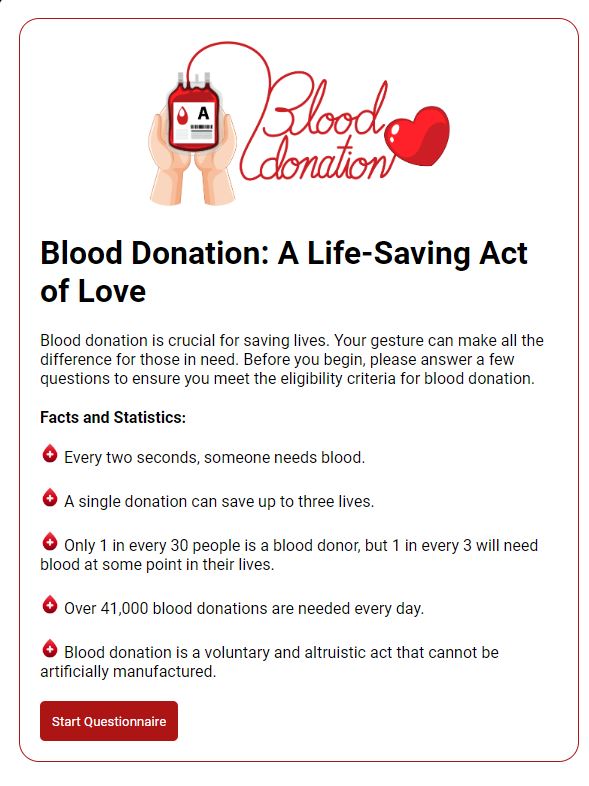 A
Blood
donation
Blood Donation: A Life-Saving Act
of Love
Blood donation is crucial for saving lives. Your gesture can make all the
difference for those in need. Before you begin, please answer a few
questions to ensure you meet the eligibility criteria for blood donation.
Facts and Statistics:
Every two seconds, someone needs blood.
A single donation can save up to three lives.
Only 1 in every 30 people is a blood donor, but 1 in every 3 will need
blood at some point in their lives.
Over 41,000 blood donations are needed every day.
Blood donation is a voluntary and altruistic act that cannot be
artificially manufactured.
Start Questionnaire